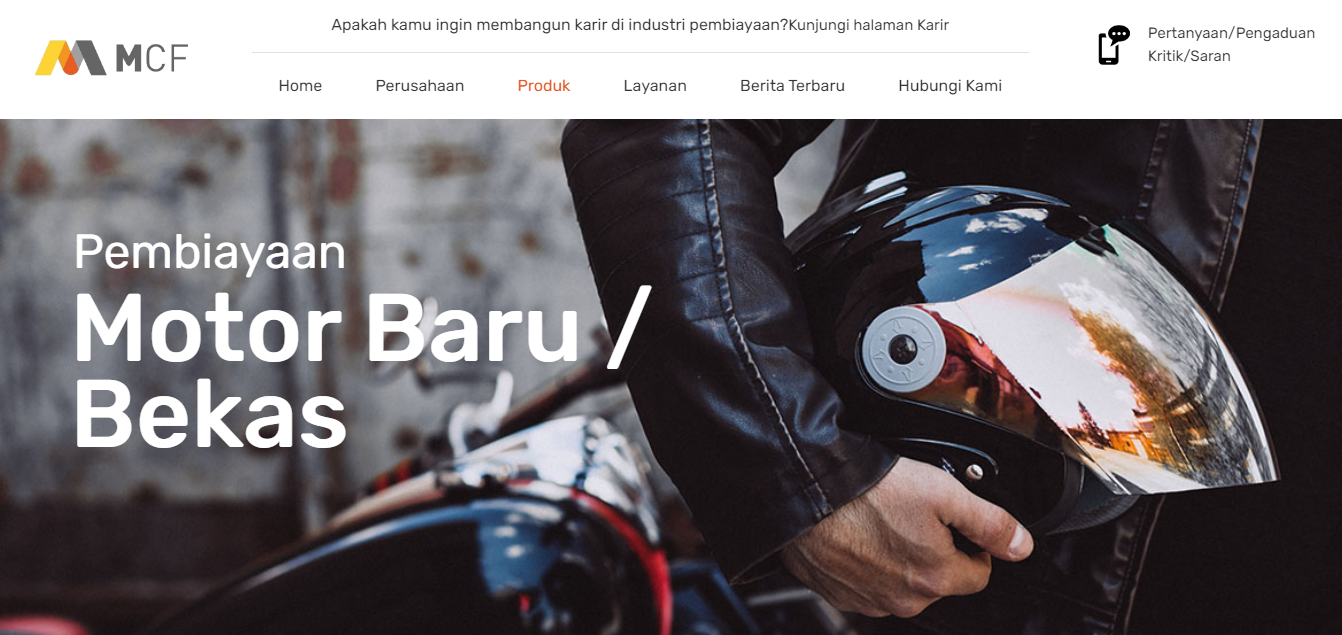 Apakah kamu ingin membangun karir di industri pembiayaan?Kunjungi halaman Karir
MCF
Home Perusahaan Produk Layanan Berita Terbaru Hubungi Kami
Pertanyaan/Pengaduan
Kritik/Saran
Pembiayaan
Motor Baru /
Bekas